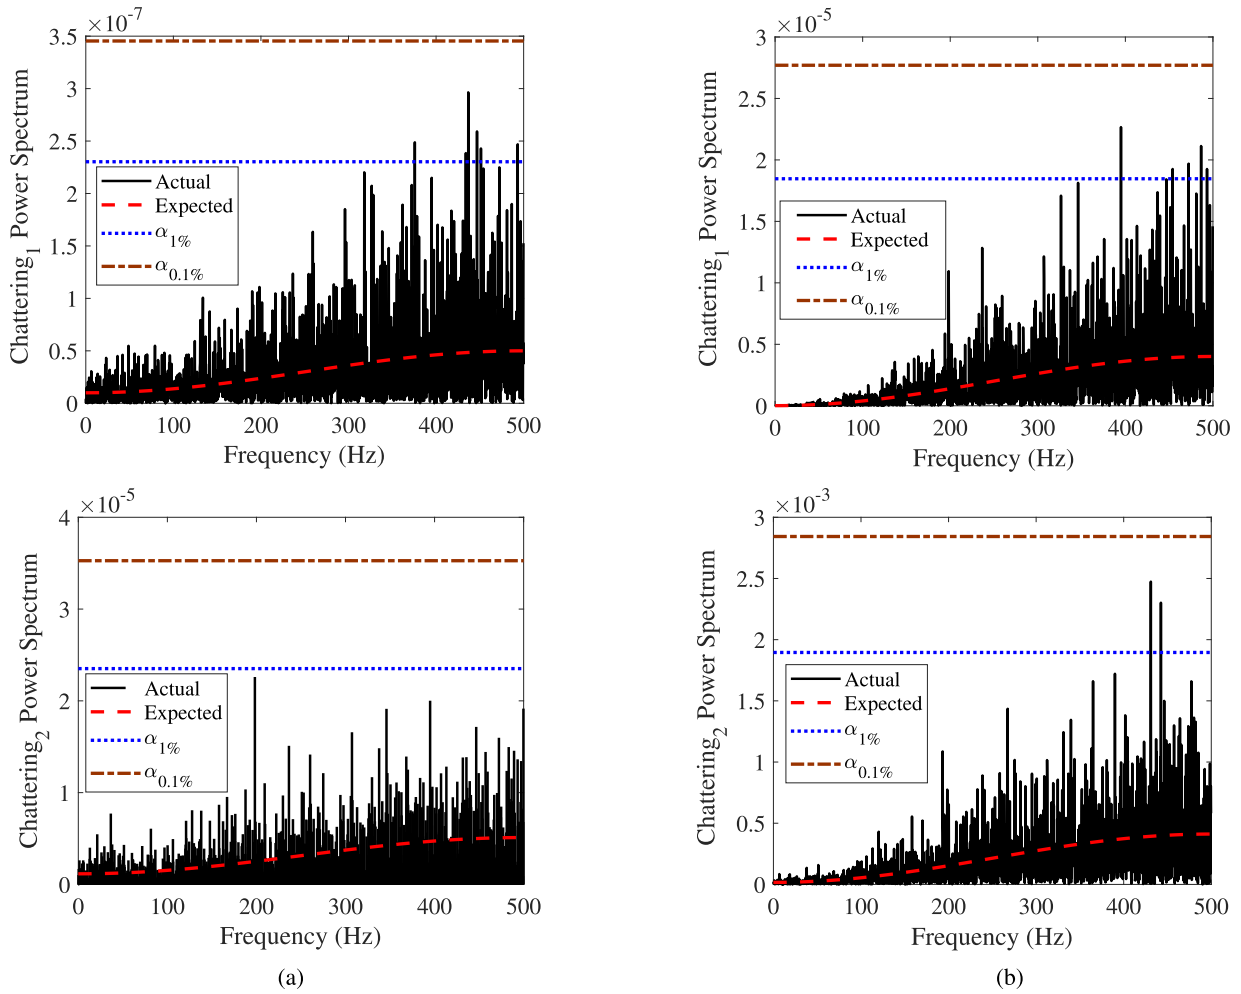 ×10⁻⁷
3.5
3
2.5
2
1.5
1
0.5
0
0 100 200 300 400 500
Frequency (Hz)
Chattering₁ Power Spectrum
Actual
Expected
α₁%
α₀.₁%
×10⁻⁵
3
2.5
2
1.5
1
0.5
0
0 100 200 300 400 500
Frequency (Hz)
Chattering₁ Power Spectrum
Actual
Expected
α₁%
α₀.₁%
×10⁻⁵
4
3
2
1
0
0 100 200 300 400 500
Frequency (Hz)
Chattering₂ Power Spectrum
Actual
Expected
α₁%
α₀.₁%
(a)
×10⁻³
3
2.5
2
1.5
1
0.5
0
0 100 200 300 400 500
Frequency (Hz)
Chattering₂ Power Spectrum
Actual
Expected
α₁%
α₀.₁%
(b)